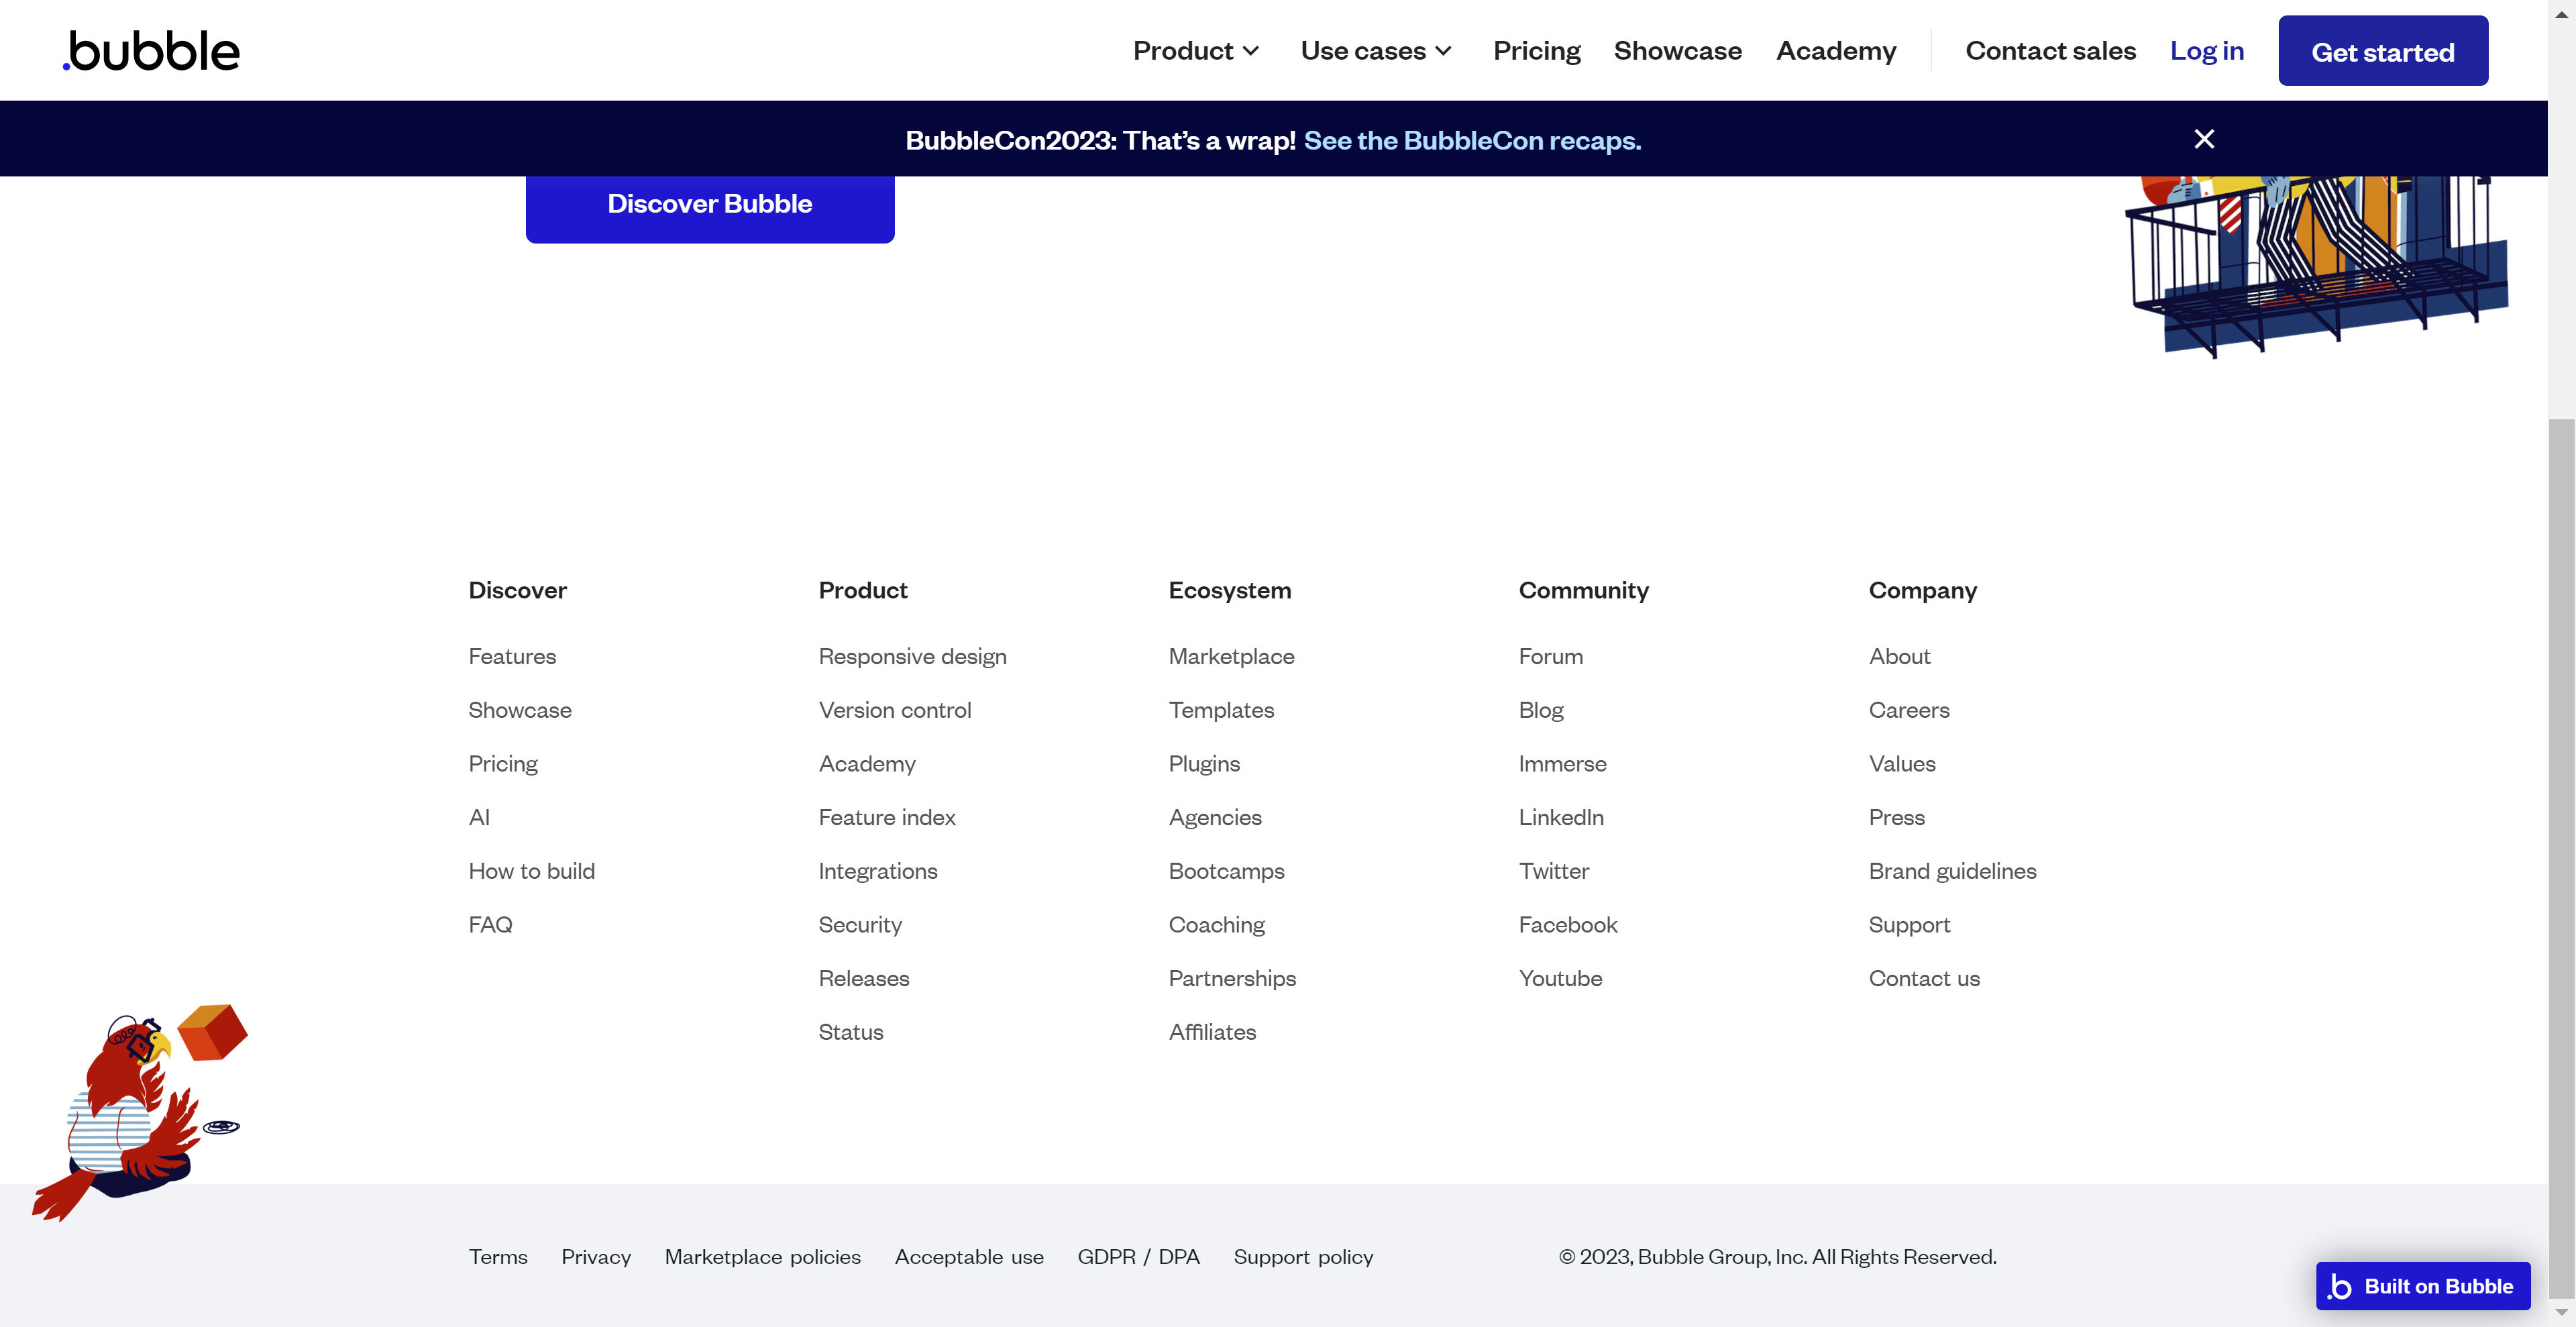 .bubble
Product Use cases Pricing Showcase Academy Contact sales Log in Get started
BubbleCon2023: That's a wrap! See the BubbleCon recaps.
Discover Bubble
Discover
Features
Showcase
Pricing
AI
How to build
FAQ
Product
Responsive design
Version control
Academy
Feature index
Integrations
Security
Releases
Status
Ecosystem
Marketplace
Templates
Plugins
Agencies
Bootcamps
Coaching
Partnerships
Affiliates
Community
Forum
Blog
Immerse
LinkedIn
Twitter
Facebook
Youtube
Company
About
Careers
Values
Press
Brand guidelines
Support
Contact us
Terms Privacy Marketplace policies Acceptable use GDPR / DPA Support policy © 2023, Bubble Group, Inc. All Rights Reserved.
.b Built on Bubble